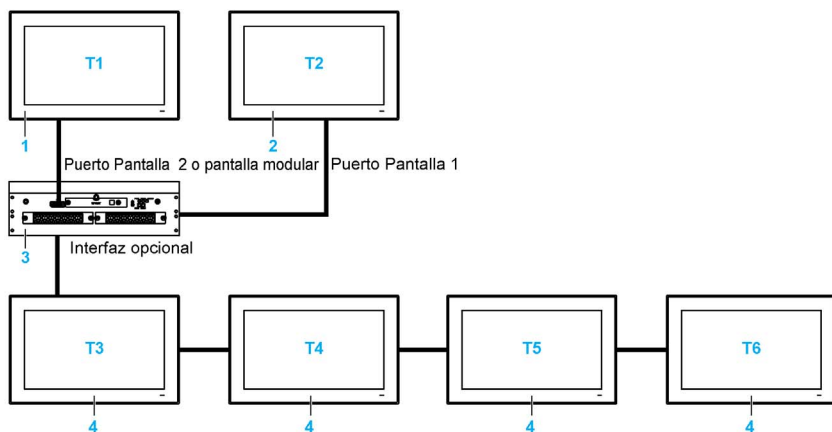 T1
T2
1
2
Puerto Pantalla 2 o pantalla modular
Puerto Pantalla 1
3
Interfaz opcional
T3
T4
T5
T6
4
4
4
4